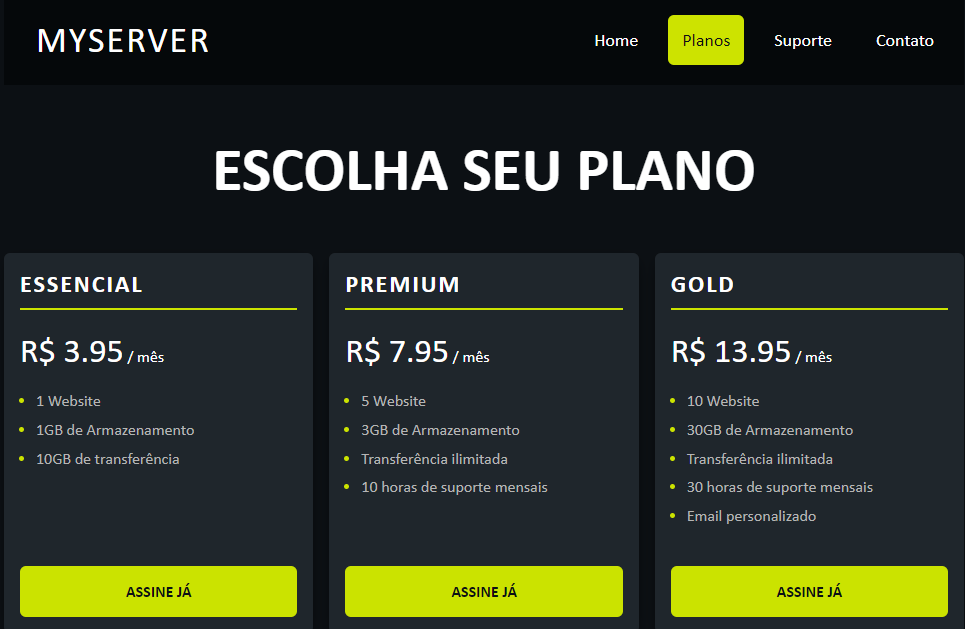 MYSERVER
Home
Planos
Suporte
Contato
ESCOLHA SEU PLANO
ESSENCIAL
R$ 3.95 / mês
1 Website
1GB de Armazenamento
10GB de transferência
ASSINE JÁ
PREMIUM
R$ 7.95 / mês
5 Website
3GB de Armazenamento
Transferência ilimitada
10 horas de suporte mensais
ASSINE JÁ
GOLD
R$ 13.95 / mês
10 Website
30GB de Armazenamento
Transferência ilimitada
30 horas de suporte mensais
Email personalizado
ASSINE JÁ